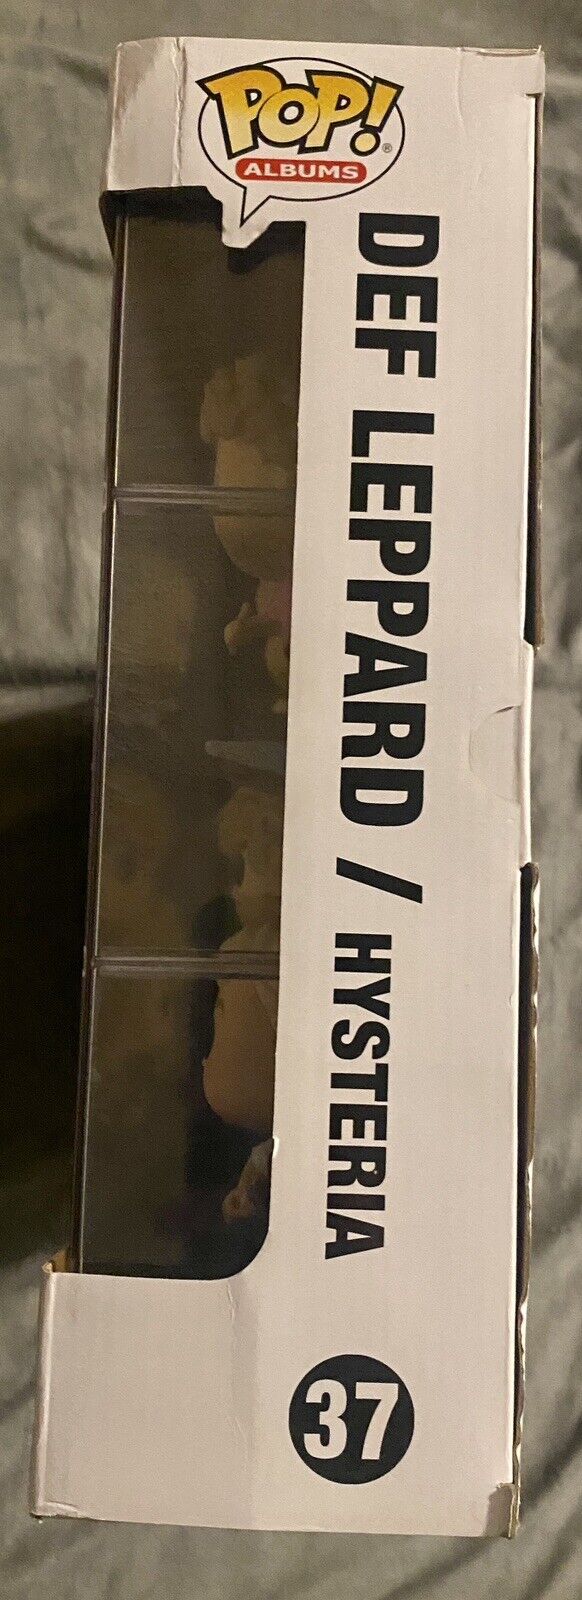 POP!®
ALBUMS
DEF LEPPARD / HYSTERIA
37